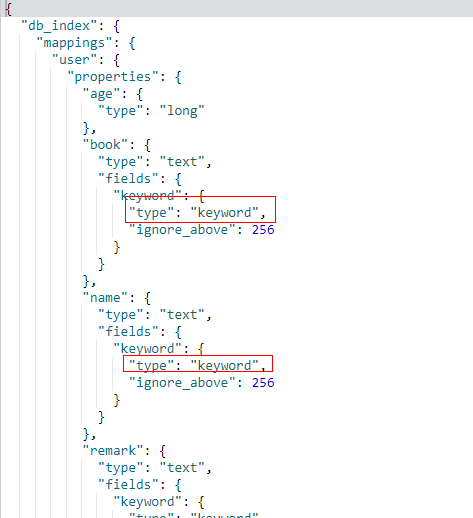 {
"db_index": {
"mappings": {
"user": {
"properties": {
"age": {
"type": "long"
},
"book": {
"type": "text",
"fields": {
"keyword": {
"type": "keyword",
"ignore_above": 256
}
}
},
"name": {
"type": "text",
"fields": {
"keyword": {
"type": "keyword",
"ignore_above": 256
}
}
},
"remark": {
"type": "text",
"fields": {
"keyword": {
"type": "keyword"